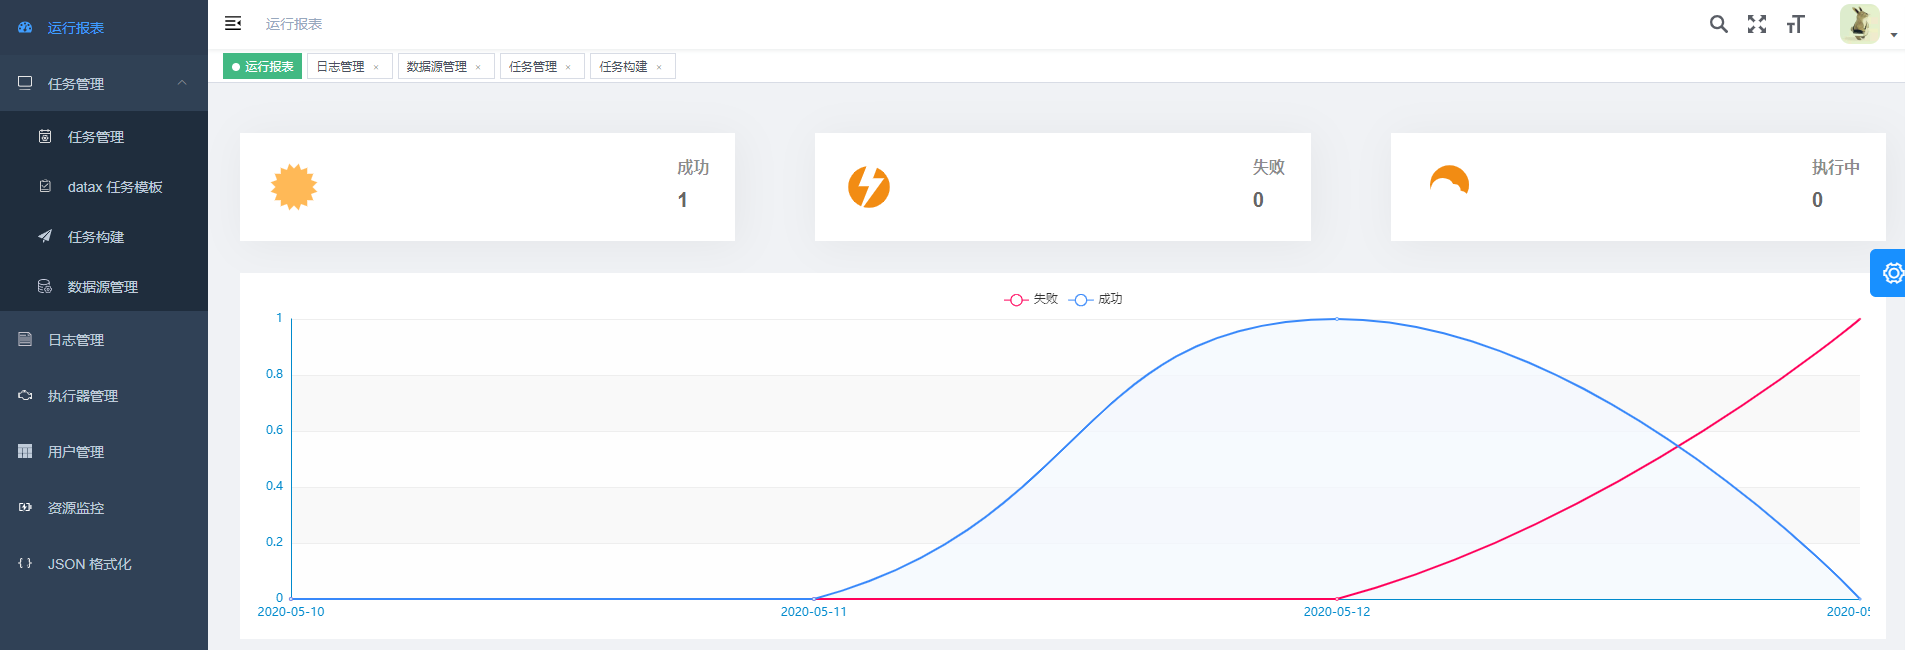 运行报表
任务管理
任务管理
datax 任务模板
任务构建
数据源管理
日志管理
执行器管理
用户管理
资源监控
JSON 格式化
运行报表
运行报表 日志管理 × 数据源管理 × 任务管理 × 任务构建 ×
成功
1
失败
0
执行中
0
失败 成功
1
0.8
0.6
0.4
0.2
0
2020-05-10 2020-05-11 2020-05-12 2020-05